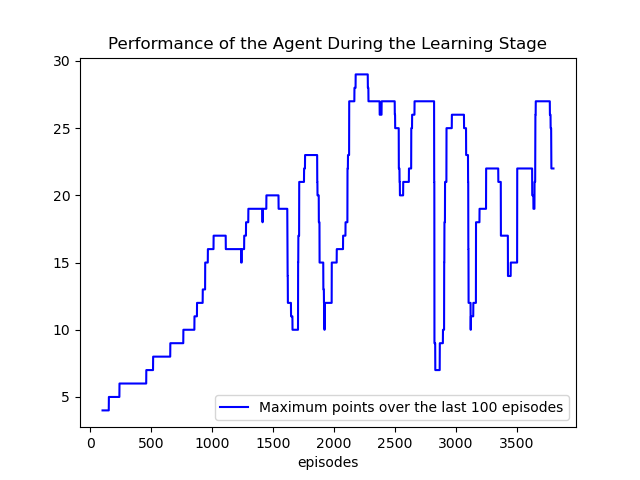 Performance of the Agent During the Learning Stage
30
25
20
15
10
5
Maximum points over the last 100 episodes
0 500 1000 1500 2000 2500 3000 3500
episodes